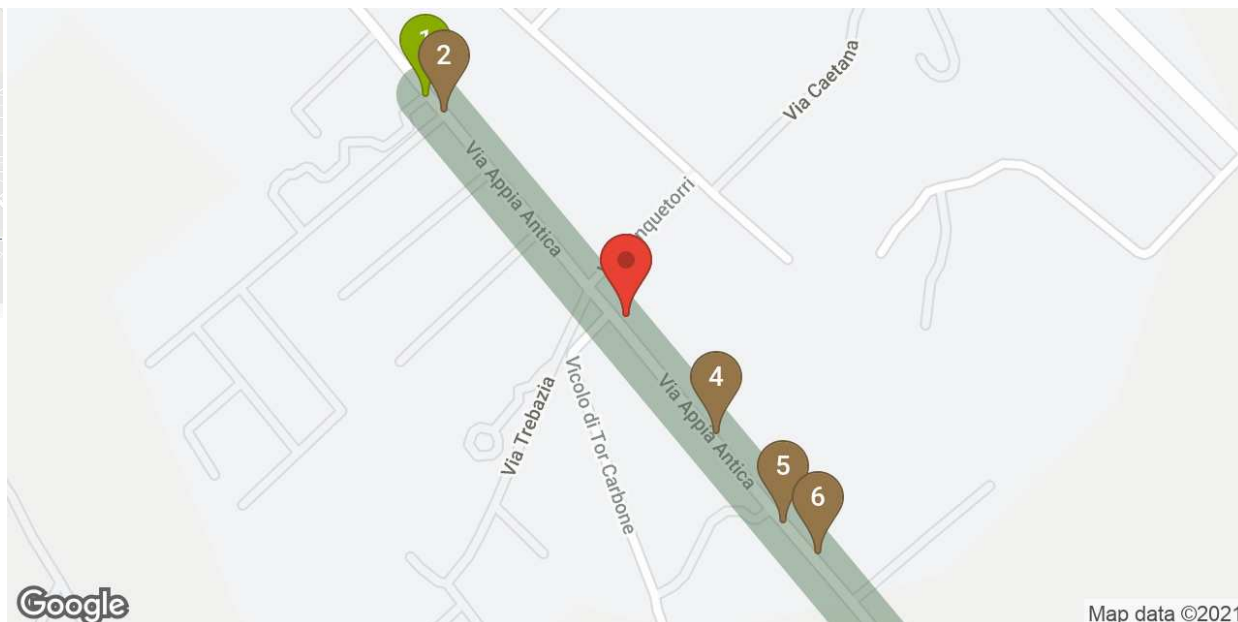 1
2
Via Caetana
Via Appia Antica
nquetorri
4
Via Appia Antica
Via Trebazia
Vicolo di Tor Carbone
5
6
Google
Map data ©2021